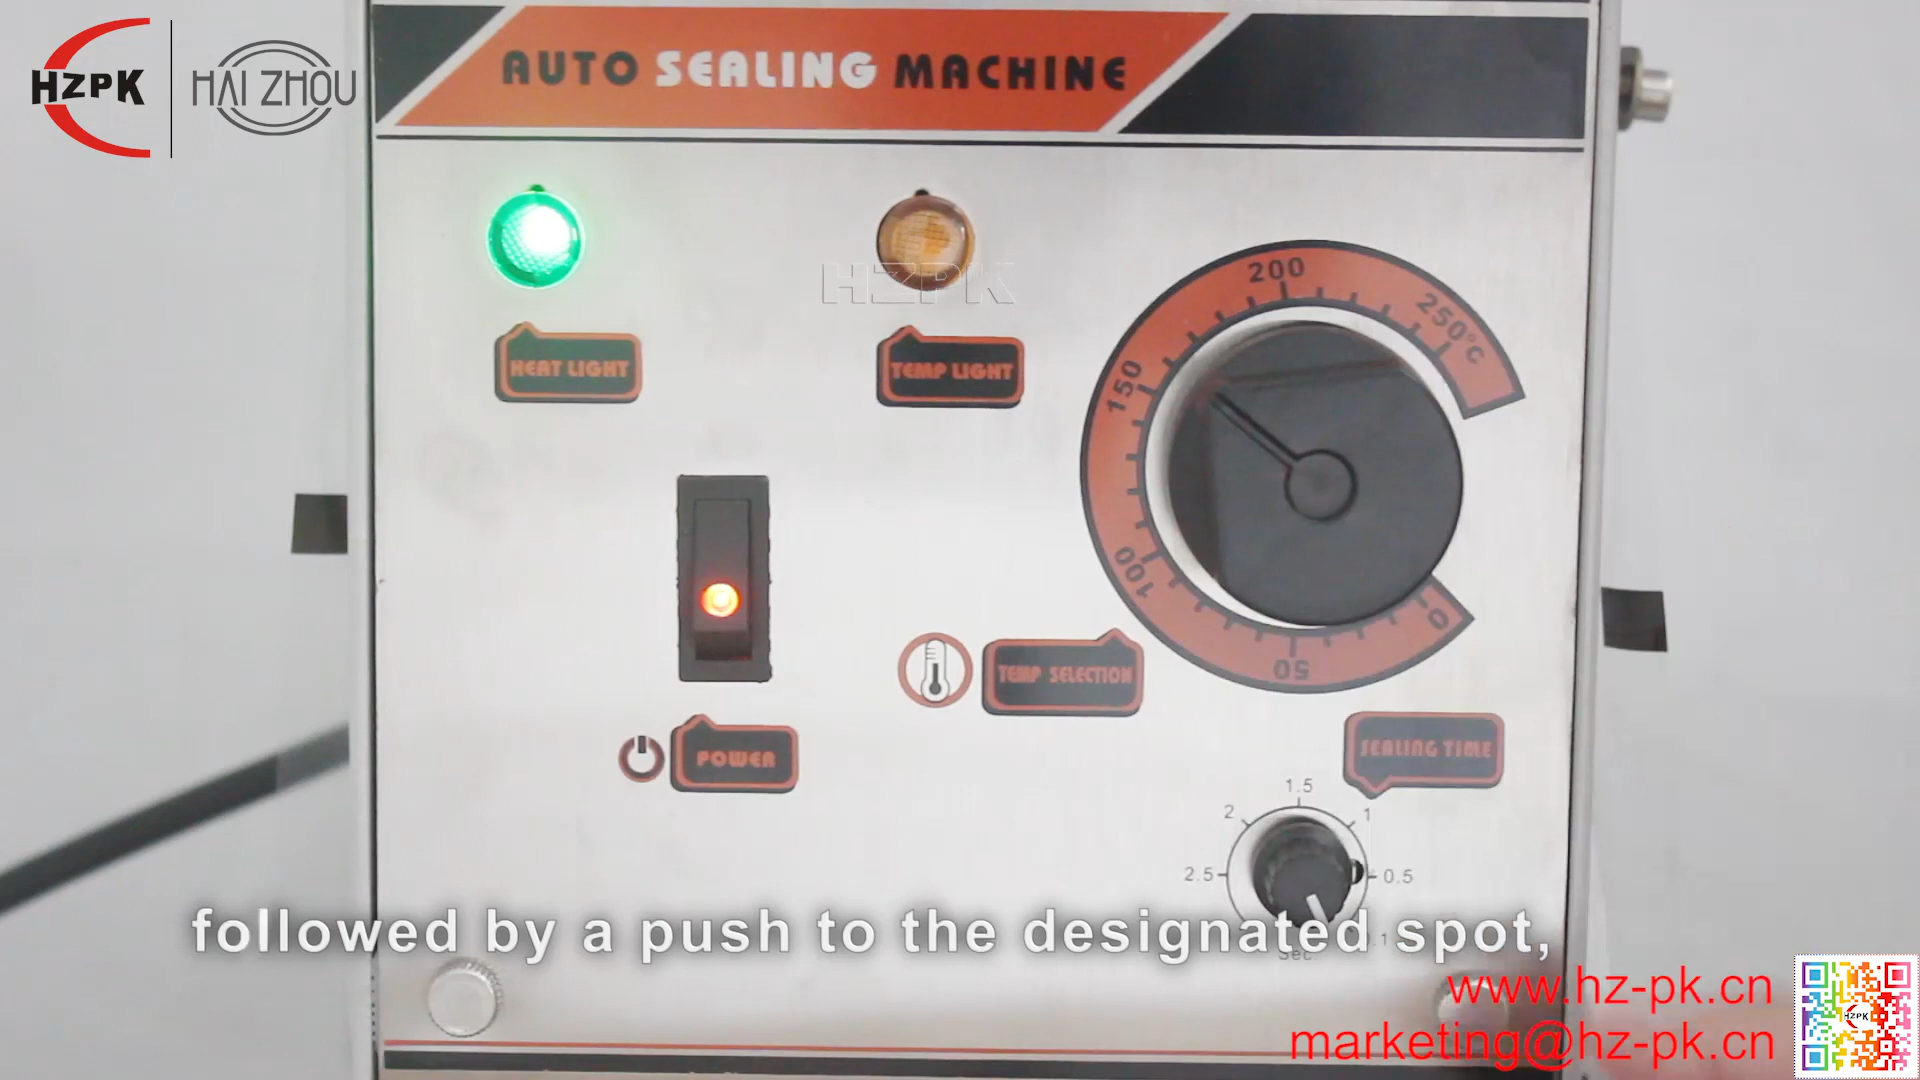 HZPK
HAI ZHOU
AUTO SEALING MACHINE
HZPK
HEAT LIGHT
TEMP LIGHT
200
250°C
150
100
50
0
TEMP SELECTION
POWER
SEALING TIME
1.5
2
1
2.5
0.5
Sec.
followed by a push to the designated spot,
www.hz-pk.cn
marketing@hz-pk.cn
HZPK